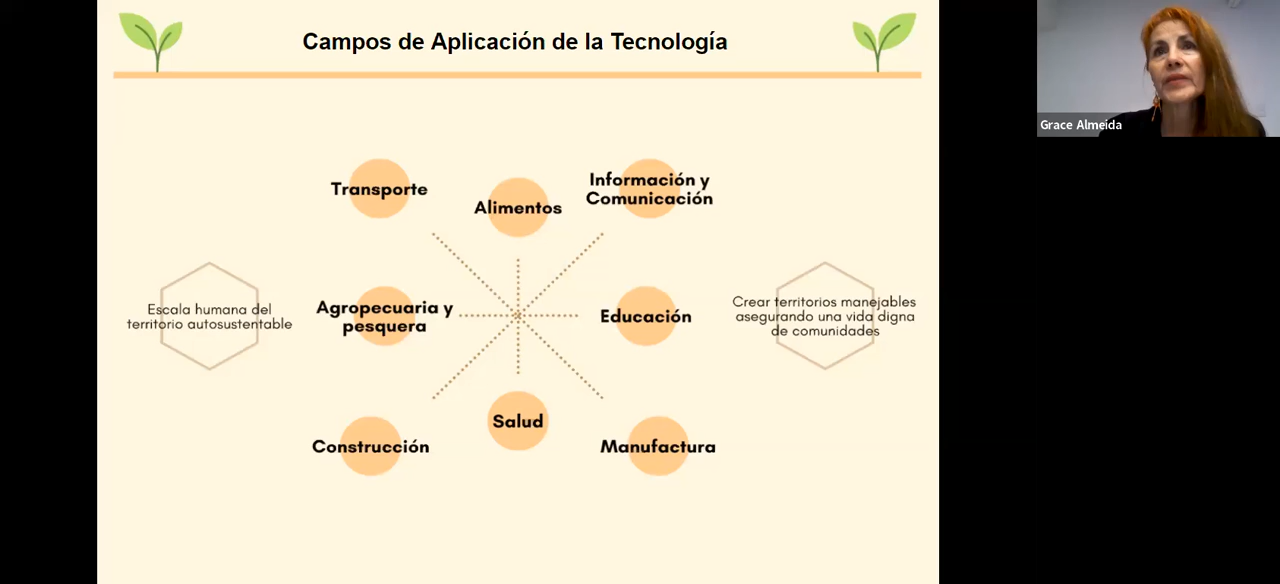 Campos de Aplicación de la Tecnología
Grace Almeida
Transporte
Alimentos
Información y
Comunicación
Escala humana del
territorio autosustentable
Agropecuaria y
pesquera
Educación
Crear territorios manejables
asegurando una vida digna
de comunidades
Construcción
Salud
Manufactura